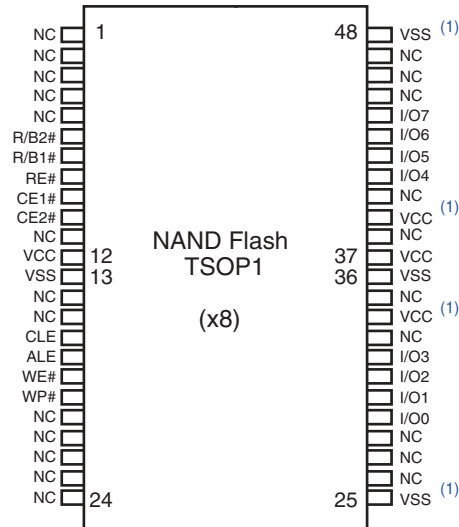 NC 1 48 VSS (1)
NC NC
NC NC
NC NC
NC I/O7
R/B2# I/O6
R/B1# I/O5
RE# I/O4
CE1# NC
CE2# VCC (1)
NC NC
VCC 12 37 VCC
VSS 13 36 VSS
NC NC
NC VCC (1)
CLE NC
ALE I/O3
WE# I/O2
WP# I/O1
NC I/O0
NC NC
NC NC
NC NC
NC 24 25 VSS (1)
NAND Flash
TSOP1
(x8)